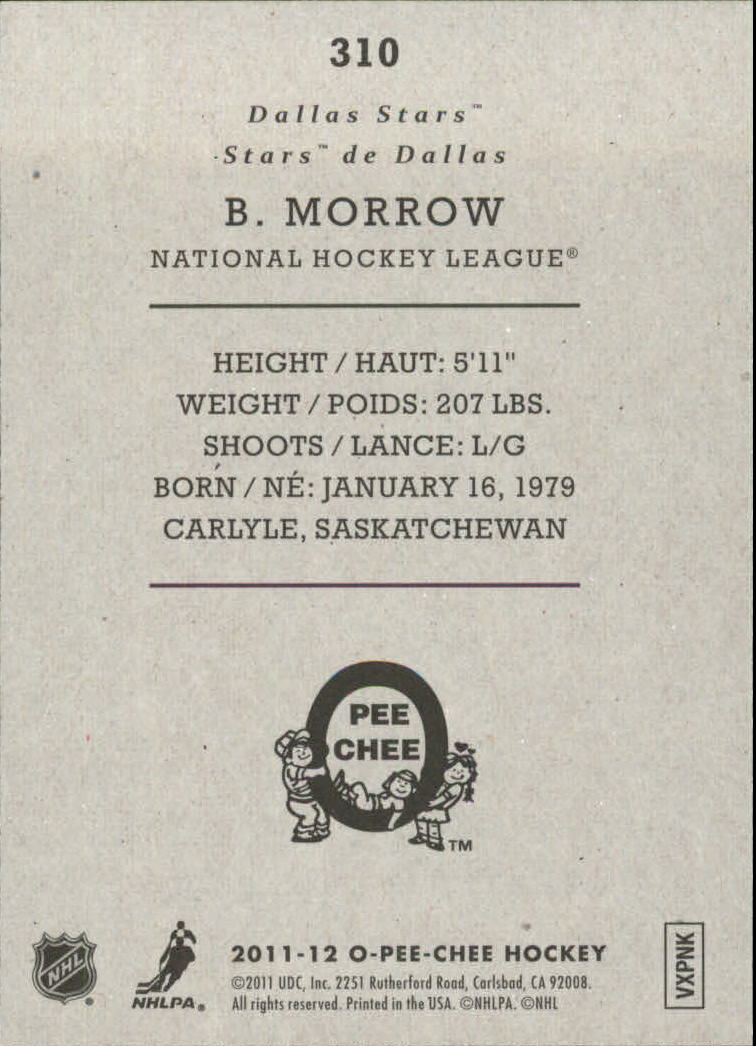 310
Dallas Stars™
Stars™ de Dallas
B. MORROW
NATIONAL HOCKEY LEAGUE®
HEIGHT / HAUT: 5'11"
WEIGHT / POIDS: 207 LBS.
SHOOTS / LANCE: L/G
BORN / NÉ: JANUARY 16, 1979
CARLYLE, SASKATCHEWAN
O
PEE
CHEE
TM
NHL
®
NHLPA®
2011-12 O-PEE-CHEE HOCKEY
©2011 UDC, Inc. 2251 Rutherford Road, Carlsbad, CA 92008.
All rights reserved. Printed in the USA. ©NHLPA. ©NHL
VXPNK